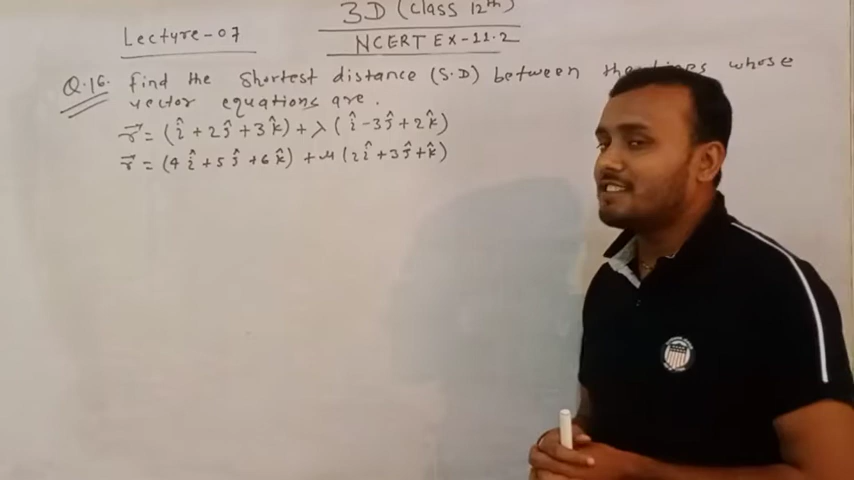 3D (Class 12th)
Lecture-07
NCERT EX-11.2
Q.16. find the Shortest distance (S.D) between the lines whose
vector equations are.
r⃗ = (î + 2ĵ + 3k̂) + λ(î - 3ĵ + 2k̂)
r⃗ = (4î + 5ĵ + 6k̂) + μ(2î + 3ĵ + k̂)